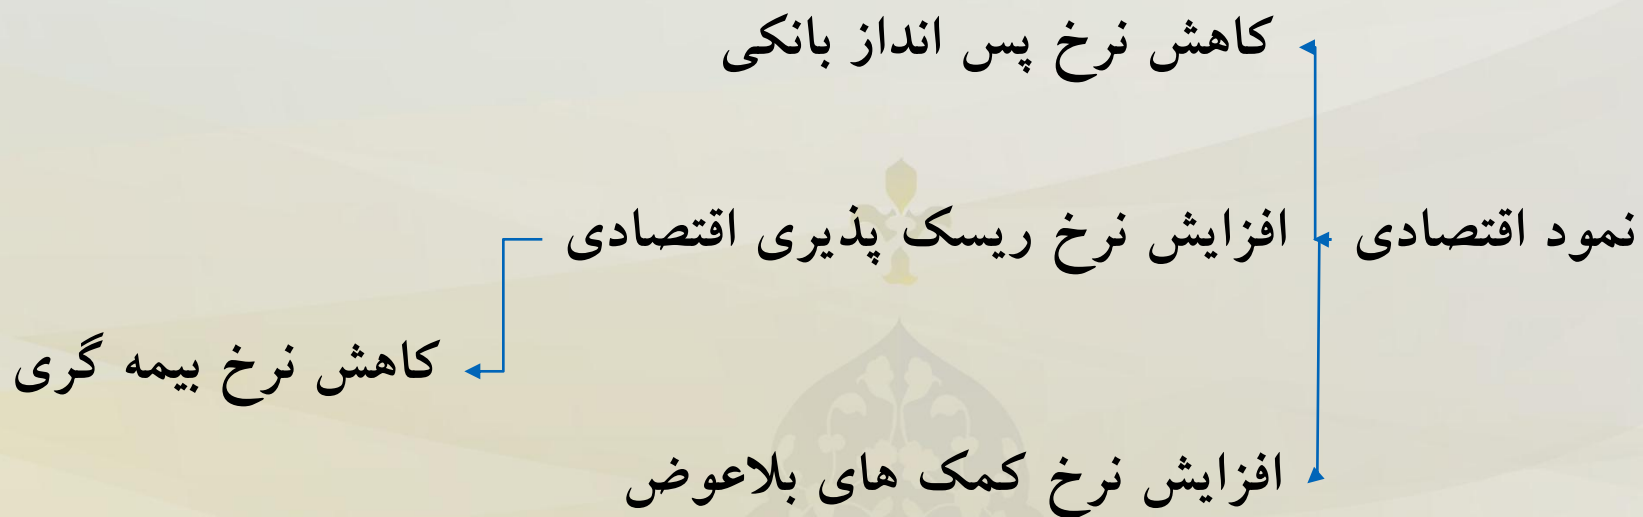 کاهش نرخ پس انداز بانکی
نمود اقتصادی
افزایش نرخ ریسک پذیری اقتصادی
کاهش نرخ بیمه گری
افزایش نرخ کمک های بلاعوض